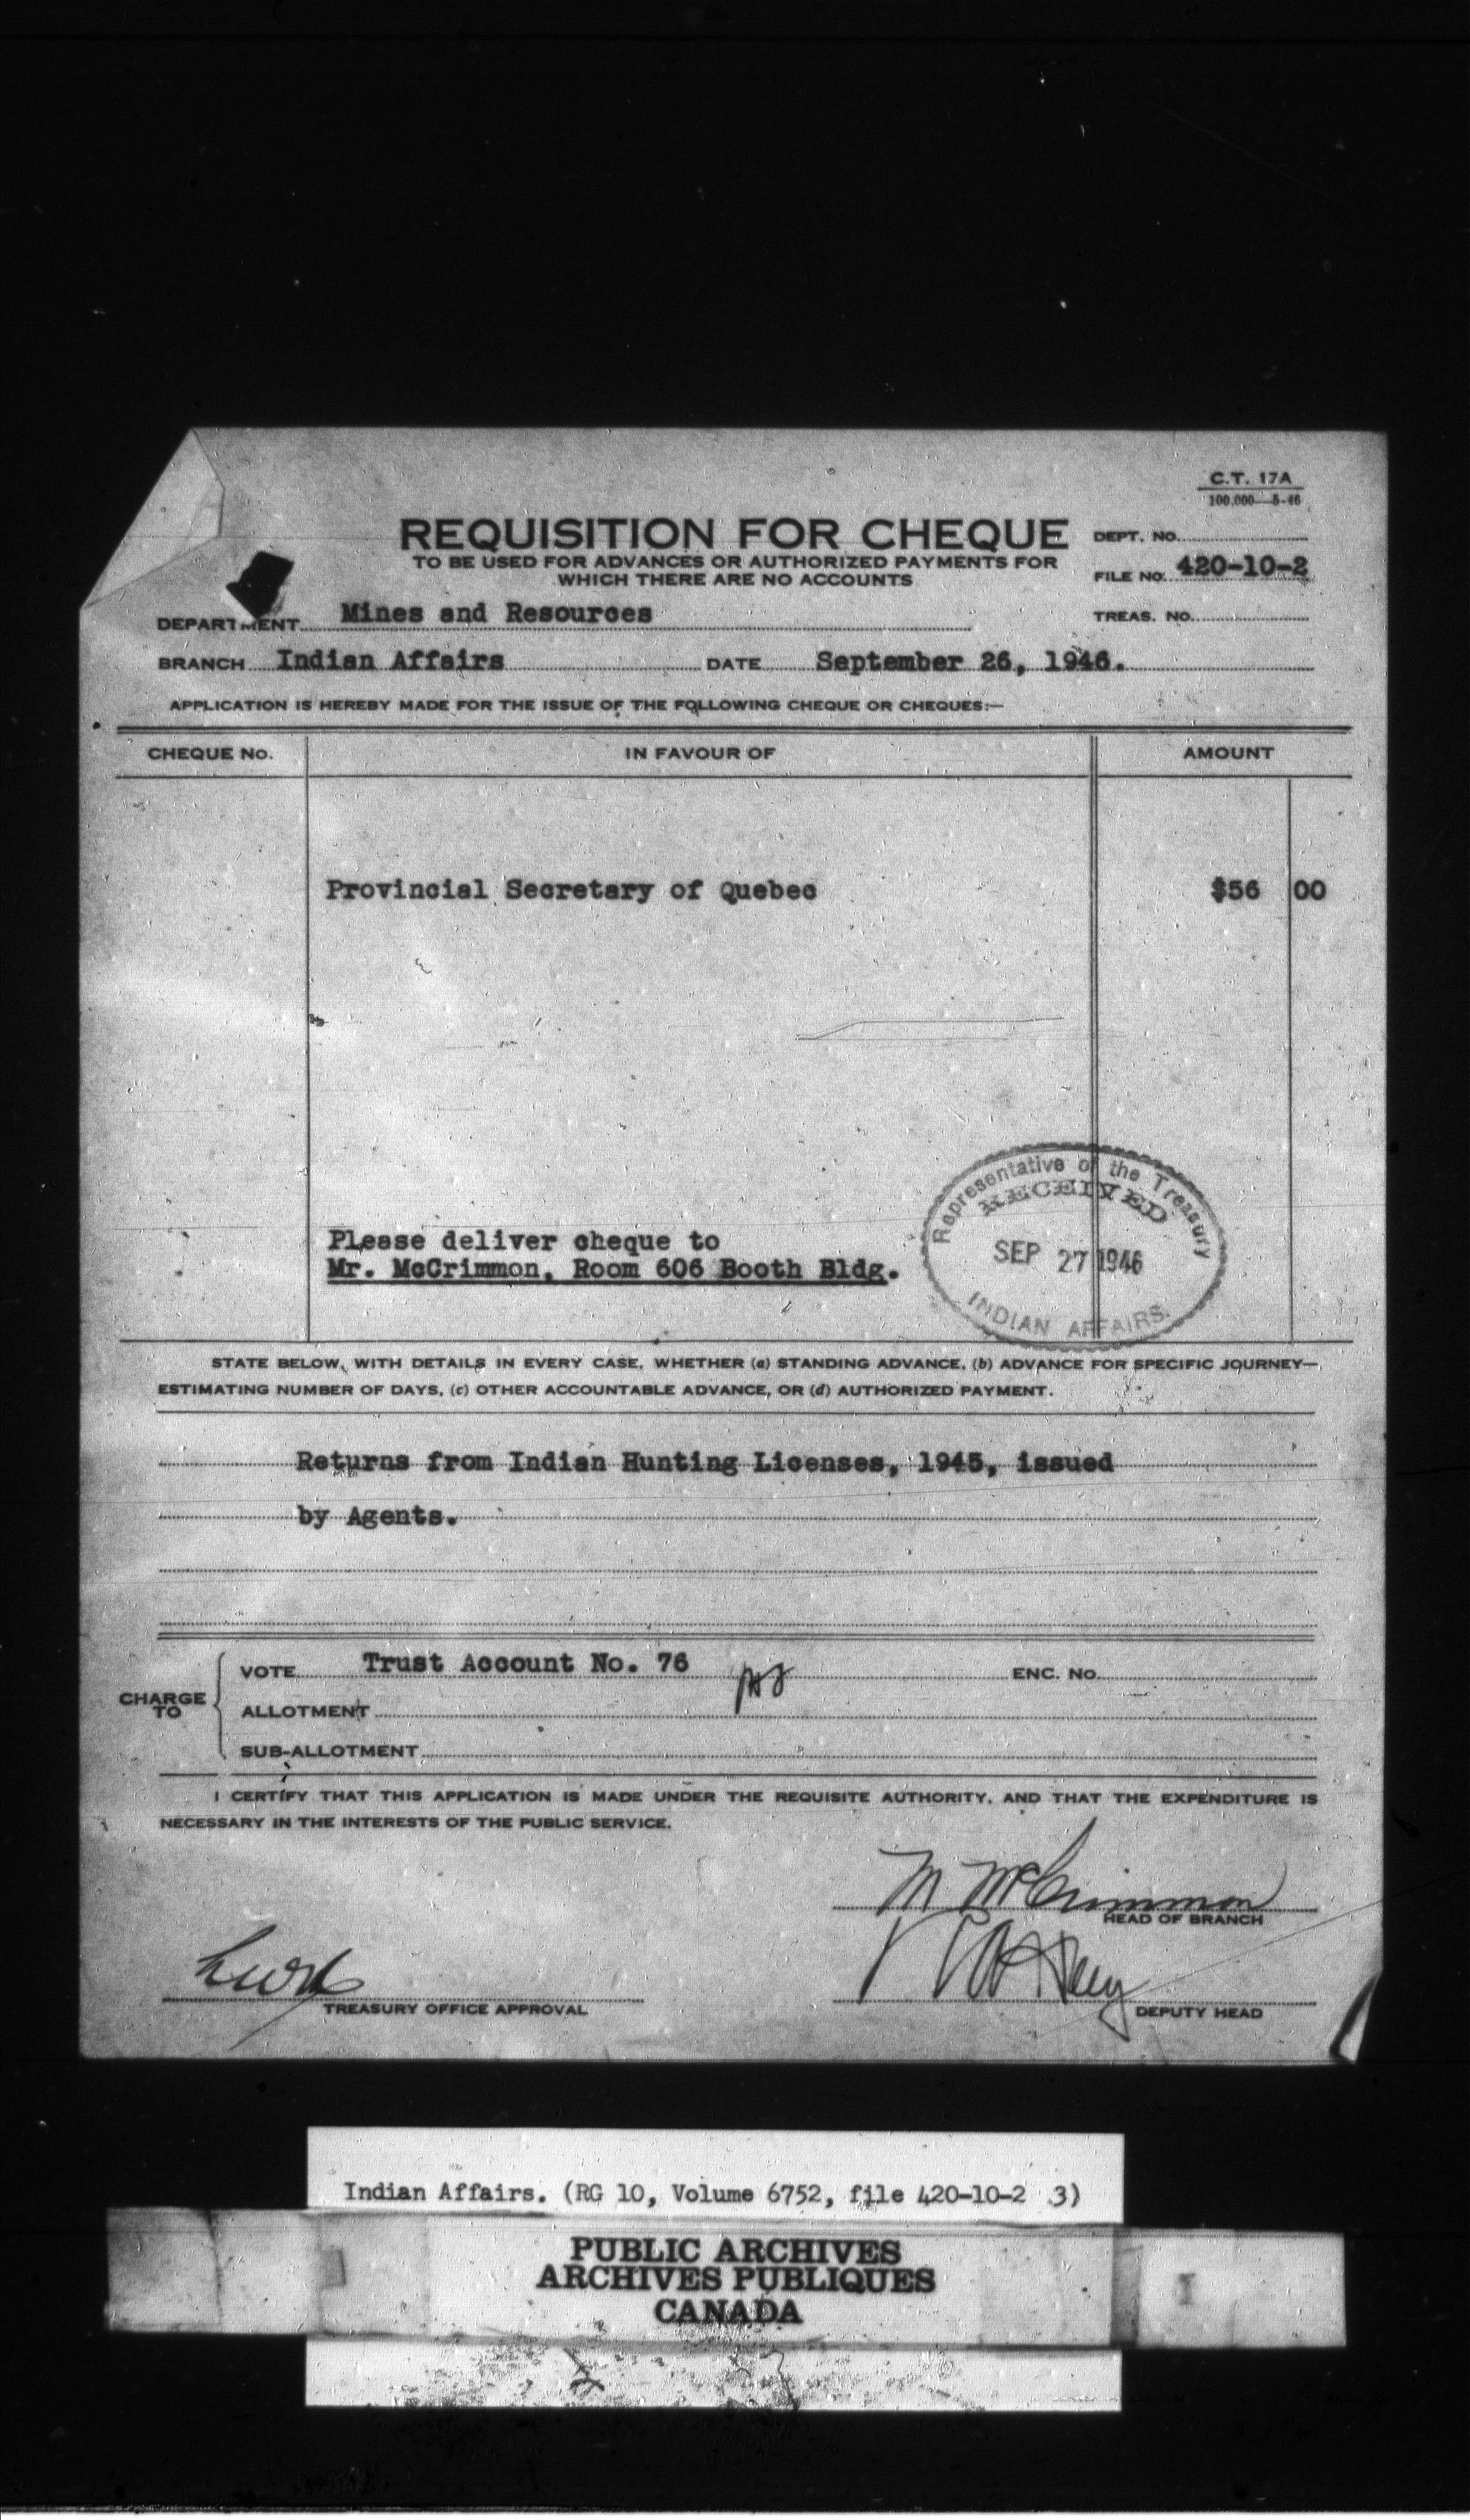 C.T. 17A
100,000—5-46
REQUISITION FOR CHEQUE
TO BE USED FOR ADVANCES OR AUTHORIZED PAYMENTS FOR
WHICH THERE ARE NO ACCOUNTS
DEPT. NO.
FILE NO. 420-10-2
TREAS. NO.
DEPARTMENT Mines and Resources
BRANCH Indian Affairs DATE September 26, 1946.
APPLICATION IS HEREBY MADE FOR THE ISSUE OF THE FOLLOWING CHEQUE OR CHEQUES:—
CHEQUE No. IN FAVOUR OF AMOUNT
Provincial Secretary of Quebec $56 00
Representative of the Treasury
RECEIVED
SEP 27 1946
INDIAN AFFAIRS
Please deliver cheque to
Mr. McCrimmon, Room 606 Booth Bldg.
STATE BELOW, WITH DETAILS IN EVERY CASE, WHETHER (a) STANDING ADVANCE, (b) ADVANCE FOR SPECIFIC JOURNEY—
ESTIMATING NUMBER OF DAYS, (c) OTHER ACCOUNTABLE ADVANCE, OR (d) AUTHORIZED PAYMENT.
Returns from Indian Hunting Licenses, 1945, issued
by Agents.
CHARGE TO
VOTE Trust Account No. 76 ENC. No.
ALLOTMENT
SUB-ALLOTMENT
I CERTIFY THAT THIS APPLICATION IS MADE UNDER THE REQUISITE AUTHORITY, AND THAT THE EXPENDITURE IS
NECESSARY IN THE INTERESTS OF THE PUBLIC SERVICE.
M McCrimmon
HEAD OF BRANCH
TREASURY OFFICE APPROVAL
DEPUTY HEAD
Indian Affairs. (RG 10, Volume 6752, file 420-10-2 3)
PUBLIC ARCHIVES
ARCHIVES PUBLIQUES
CANADA